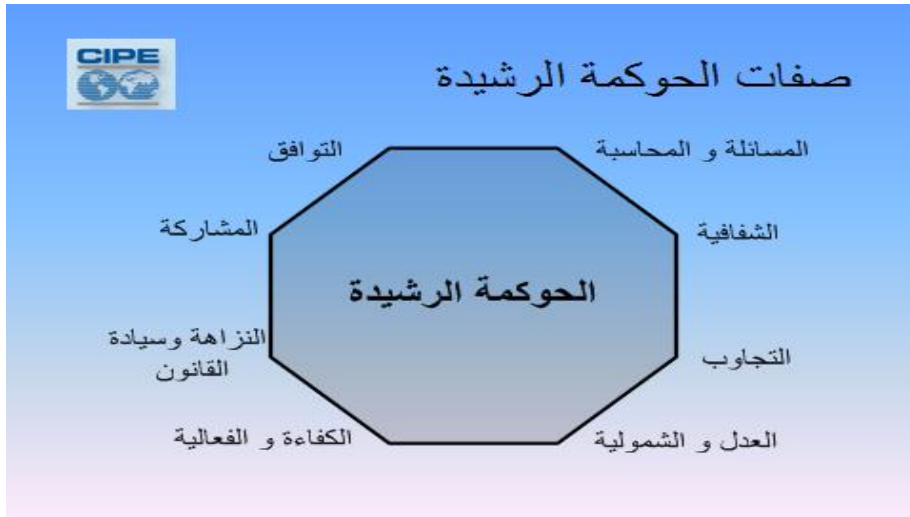 CIPE
صفات الحوكمة الرشيدة
المسائلة و المحاسبة
التوافق
الشفافية
المشاركة
الحوكمة الرشيدة
التجاوب
النزاهة وسيادة
القانون
العدل و الشمولية
الكفاءة و الفعالية